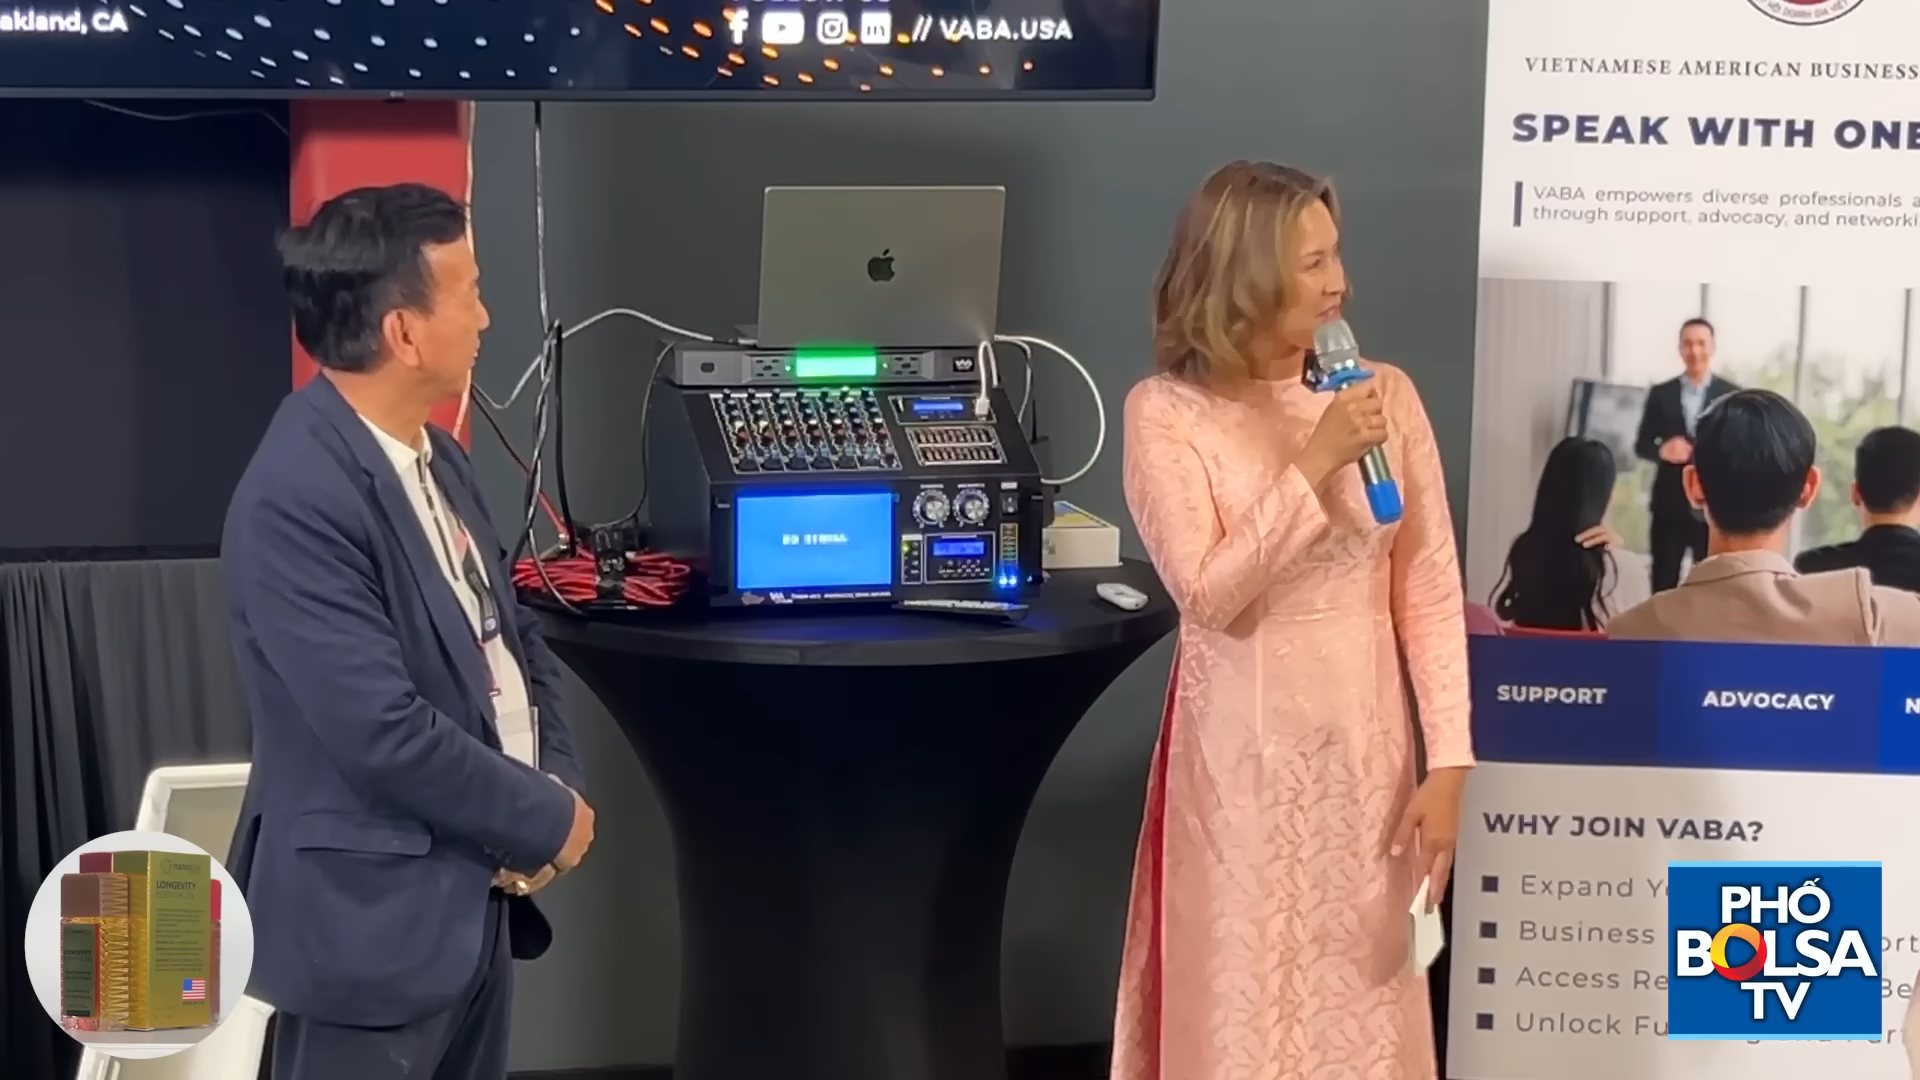 akland, CA
// VABA.USA
VIETNAMESE AMERICAN BUSINESS
SPEAK WITH ONE
VABA empowers diverse professionals a
through support, advocacy, and networki
SUPPORT
ADVOCACY
N
WHY JOIN VABA?
Expand Y
Business
Access Re
Unlock Fu
PHỐ
BOLSA
TV
LONGEVITY